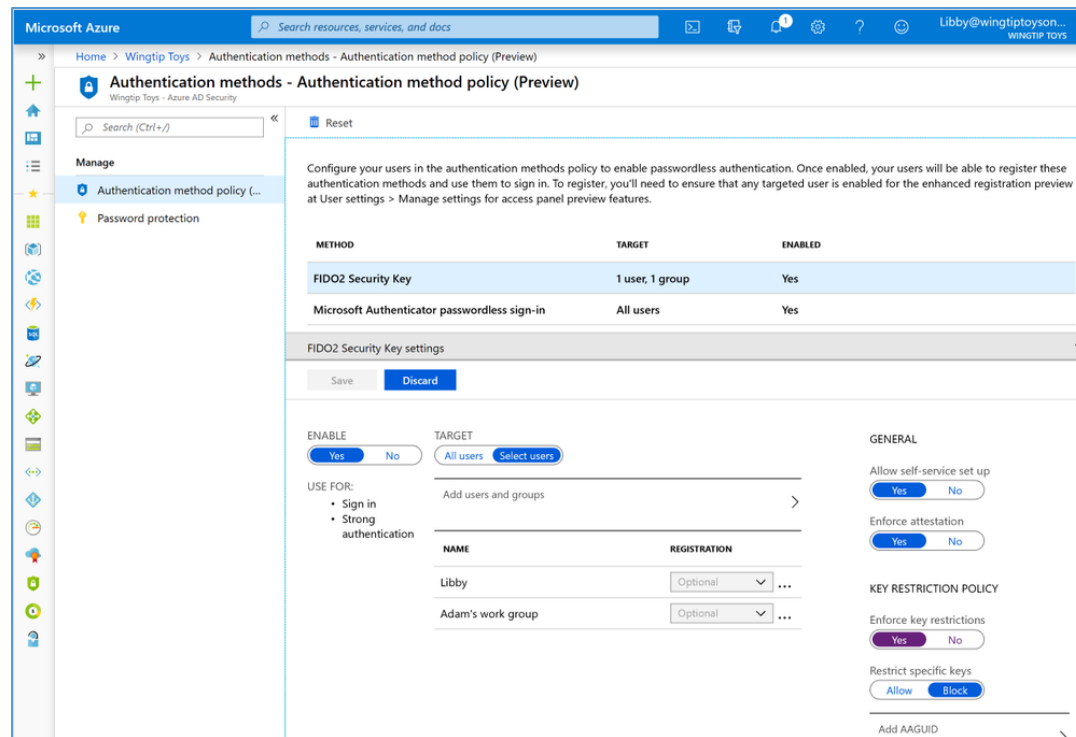 Microsoft Azure
Search resources, services, and docs
1
Libby@wingtiptoyson...
WINGTIP TOYS
Home > Wingtip Toys > Authentication methods - Authentication method policy (Preview)
Authentication methods - Authentication method policy (Preview)
Wingtip Toys - Azure AD Security
Search (Ctrl+/)
Manage
Authentication method policy (...
Password protection
Reset
Configure your users in the authentication methods policy to enable passwordless authentication. Once enabled, your users will be able to register these
authentication methods and use them to sign in. To register, you'll need to ensure that any targeted user is enabled for the enhanced registration preview
at User settings > Manage settings for access panel preview features.
METHOD TARGET ENABLED
FIDO2 Security Key 1 user, 1 group Yes
Microsoft Authenticator passwordless sign-in All users Yes
FIDO2 Security Key settings
Save Discard
ENABLE
Yes No
USE FOR:
• Sign in
• Strong
authentication
TARGET
All users Select users
Add users and groups
NAME REGISTRATION
Libby Optional ...
Adam's work group Optional ...
GENERAL
Allow self-service set up
Yes No
Enforce attestation
Yes No
KEY RESTRICTION POLICY
Enforce key restrictions
Yes No
Restrict specific keys
Allow Block
Add AAGUID
SQL